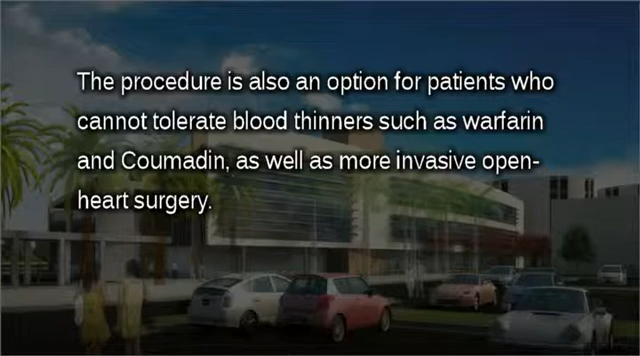 The procedure is also an option for patients who
cannot tolerate blood thinners such as warfarin
and Coumadin, as well as more invasive open-
heart surgery.